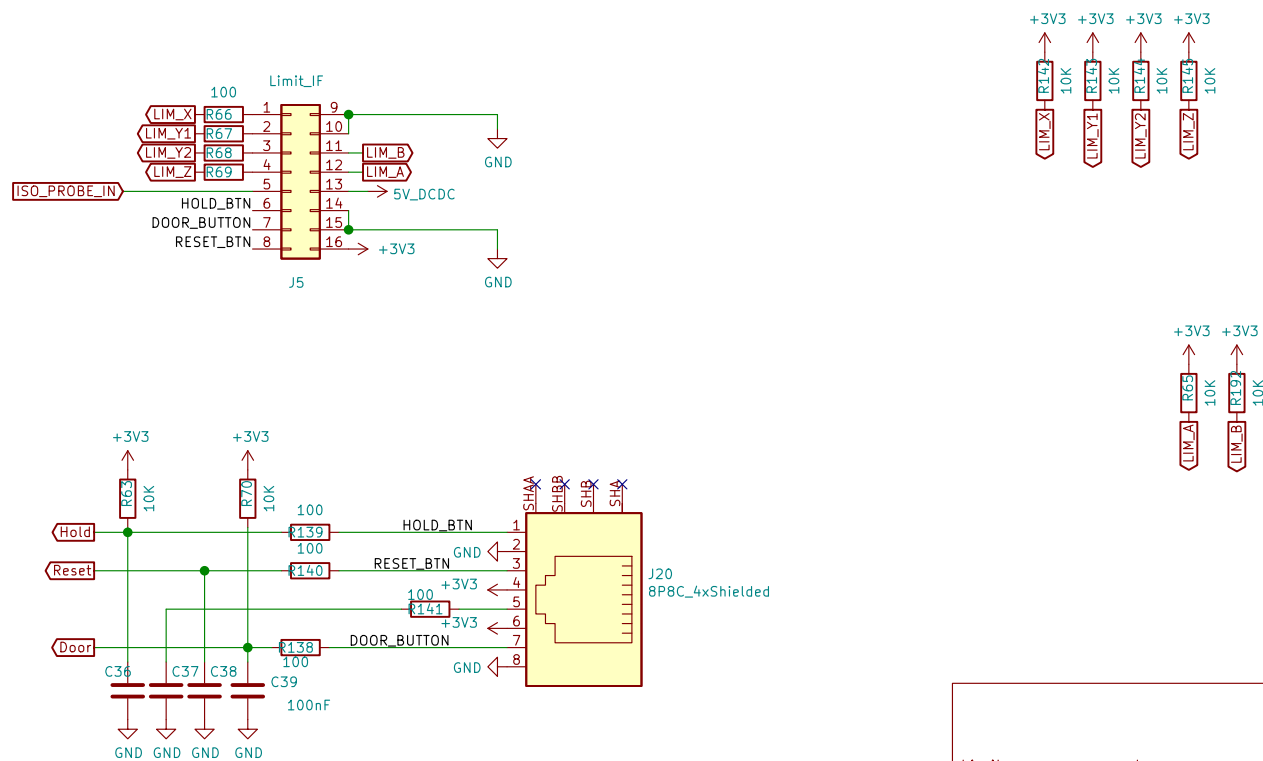 +3V3 +3V3 +3V3 +3V3
R142 10K R143 10K R144 10K R145 10K
LIM_X LIM_Y1 LIM_Y2 LIM_Z
Limit_IF
100
LIM_X R66 1 9
LIM_Y1 R67 2 10
LIM_Y2 R68 3 11 LIM_B
LIM_Z R69 4 12 LIM_A
ISO_PROBE_IN 5 13 5V_DCDC
HOLD_BTN 6 14
DOOR_BUTTON 7 15
RESET_BTN 8 16 +3V3
GND
GND
J5
+3V3 +3V3
R65 10K R192 10K
LIM_A LIM_B
+3V3 +3V3
R63 10K R70 10K
SHAA SHBB SHB SHA
100
Hold R139 HOLD_BTN 1
100
GND 2
Reset R140 RESET_BTN 3
+3V3 4
100
R141 5
+3V3 6
Door R138 DOOR_BUTTON 7
100
GND 8
J20
8P8C_4xShielded
C36 C37 C38 C39
100nF
GND GND GND GND